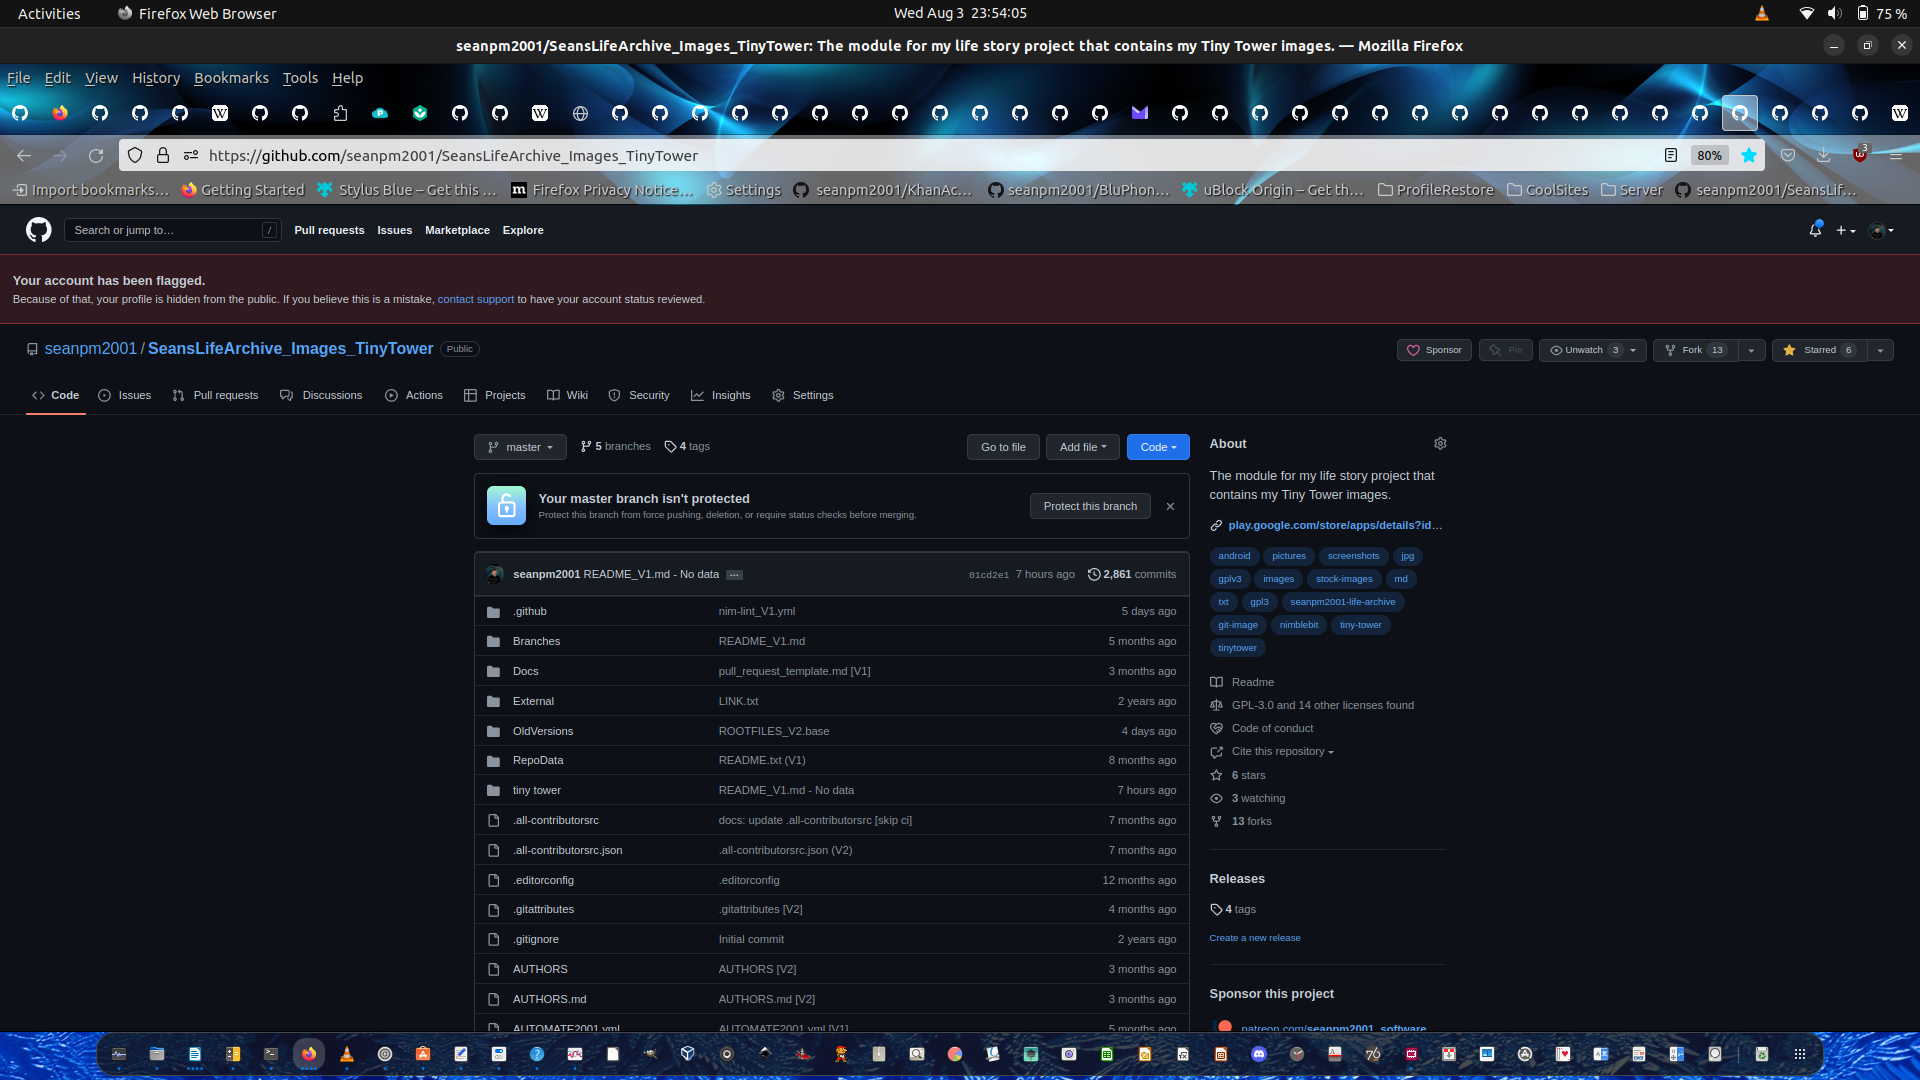 Activities Firefox Web Browser Wed Aug 3 23:54:05 75 %
seanpm2001/SeansLifeArchive_Images_TinyTower: The module for my life story project that contains my Tiny Tower images. — Mozilla Firefox
File Edit View History Bookmarks Tools Help
https://github.com/seanpm2001/SeansLifeArchive_Images_TinyTower 80% 3
Import bookmarks... Getting Started Stylus Blue – Get this ... Firefox Privacy Notice... Settings seanpm2001/KhanAc... seanpm2001/BluPhon... uBlock Origin – Get th... ProfileRestore CoolSites Server seanpm2001/SeansLif...
Search or jump to... / Pull requests Issues Marketplace Explore
Your account has been flagged.
Because of that, your profile is hidden from the public. If you believe this is a mistake, contact support to have your account status reviewed.
seanpm2001 / SeansLifeArchive_Images_TinyTower Public Sponsor Pin Unwatch 3 Fork 13 Starred 6
Code Issues Pull requests Discussions Actions Projects Wiki Security Insights Settings
master 5 branches 4 tags Go to file Add file Code
Your master branch isn't protected
Protect this branch from force pushing, deletion, or require status checks before merging.
Protect this branch
seanpm2001 README_V1.md - No data ... 01cd2e1 7 hours ago 2,861 commits
.github nim-lint_V1.yml 5 days ago
Branches README_V1.md 5 months ago
Docs pull_request_template.md [V1] 3 months ago
External LINK.txt 2 years ago
OldVersions ROOTFILES_V2.base 4 days ago
RepoData README.txt (V1) 8 months ago
tiny tower README_V1.md - No data 7 hours ago
.all-contributorsrc docs: update .all-contributorsrc [skip ci] 7 months ago
.all-contributorsrc.json .all-contributorsrc.json (V2) 7 months ago
.editorconfig .editorconfig 12 months ago
.gitattributes .gitattributes [V2] 4 months ago
.gitignore Initial commit 2 years ago
AUTHORS AUTHORS [V2] 3 months ago
AUTHORS.md AUTHORS.md [V2] 3 months ago
AUTOMATE2001.yml AUTOMATE2001.yml [V1] 5 months ago
About
The module for my life story project that
contains my Tiny Tower images.
play.google.com/store/apps/details?id...
android pictures screenshots jpg
gplv3 images stock-images md
txt gpl3 seanpm2001-life-archive
git-image nimblebit tiny-tower
tinytower
Readme
GPL-3.0 and 14 other licenses found
Code of conduct
Cite this repository
6 stars
3 watching
13 forks
Releases
4 tags
Create a new release
Sponsor this project
patreon.com/seanpm2001_software